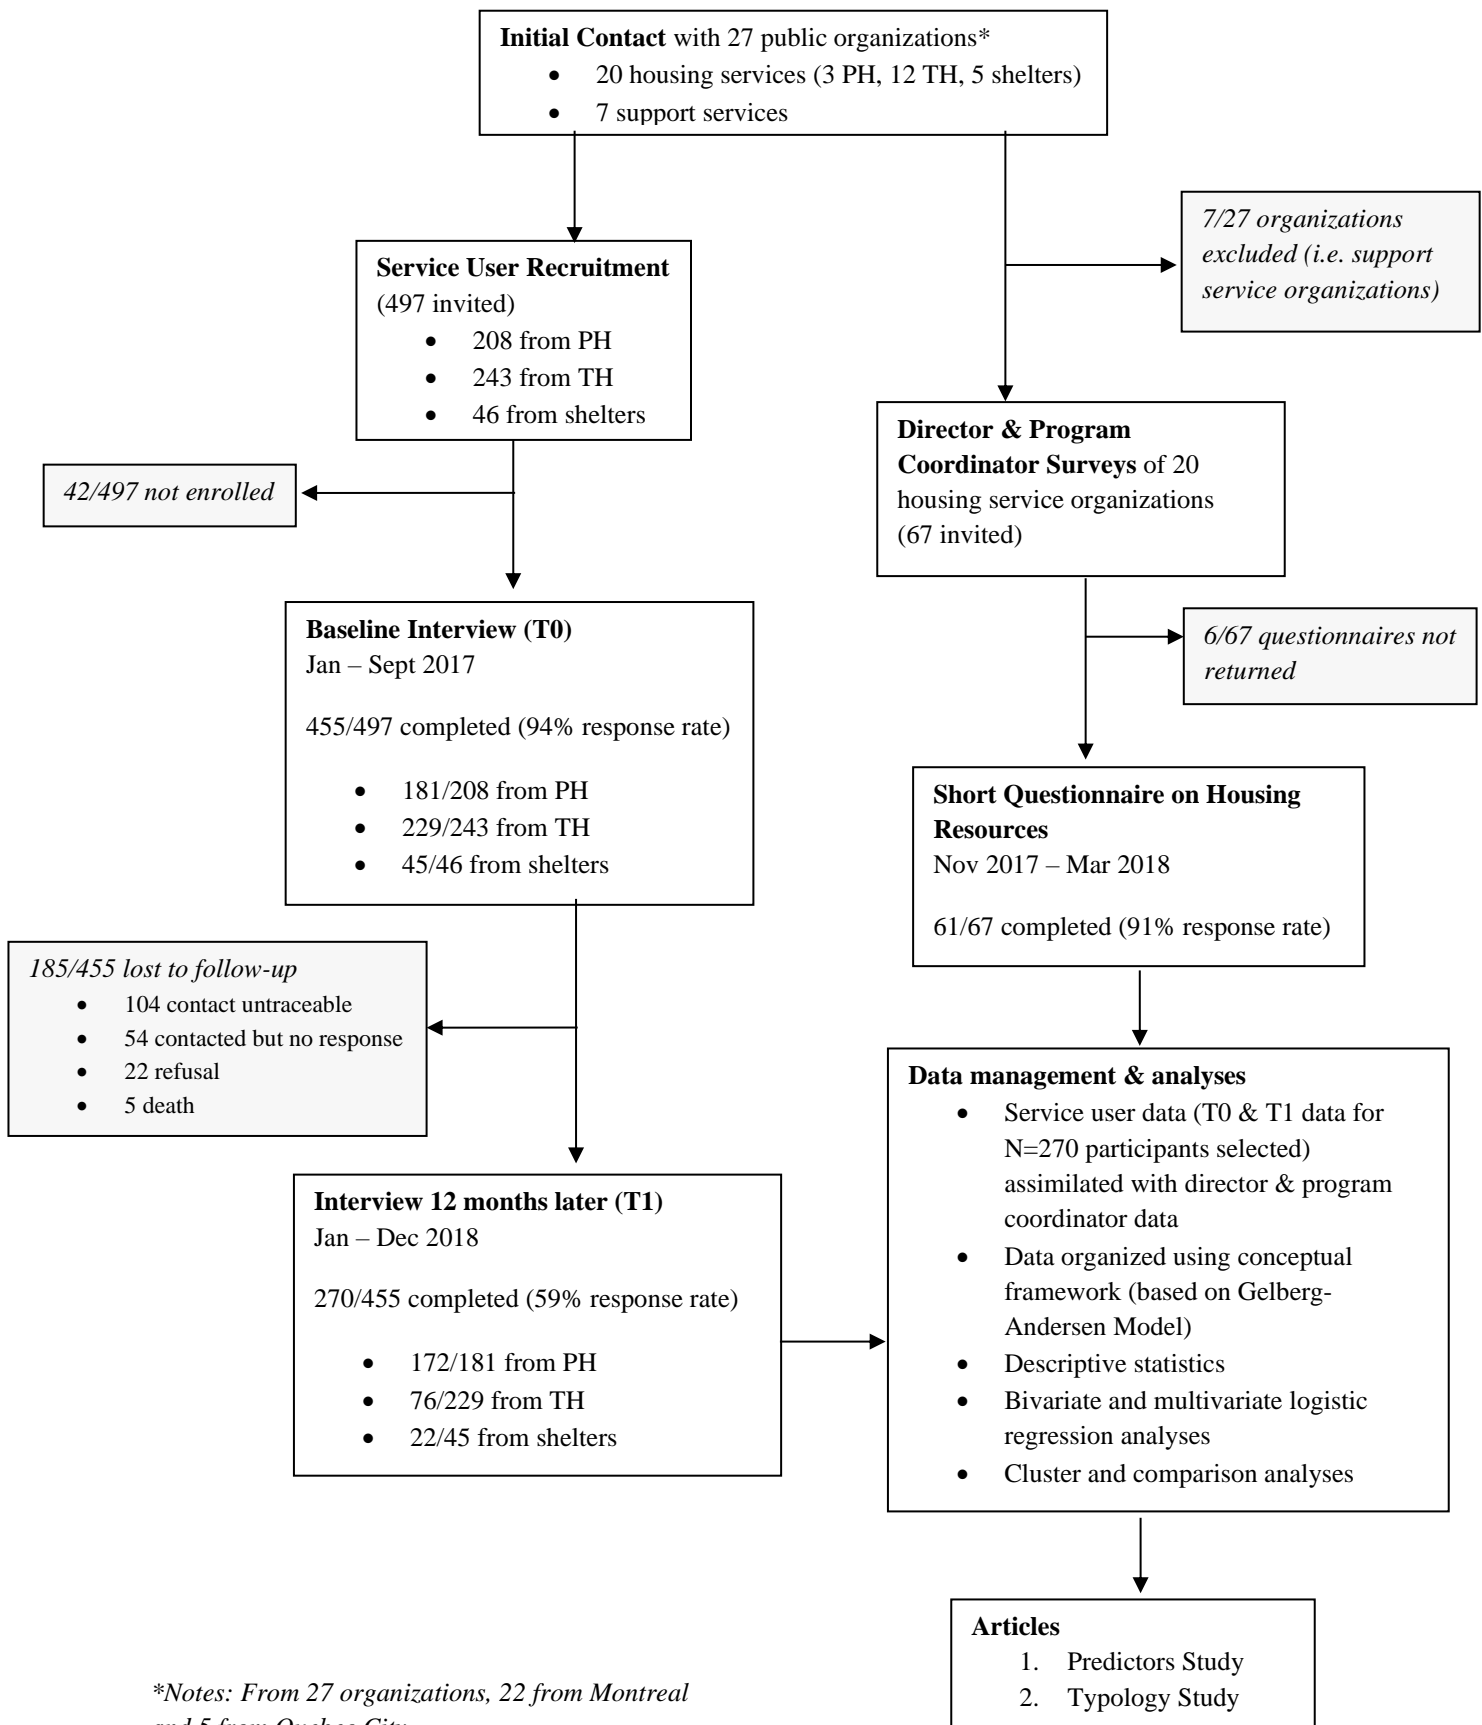 Initial Contact with 27 public organizations*
• 20 housing services (3 PH, 12 TH, 5 shelters)
• 7 support services
7/27 organizations
excluded (i.e. support
service organizations)
Service User Recruitment
(497 invited)
• 208 from PH
• 243 from TH
• 46 from shelters
42/497 not enrolled
Director & Program
Coordinator Surveys of 20
housing service organizations
(67 invited)
Baseline Interview (T0)
Jan – Sept 2017
455/497 completed (94% response rate)
• 181/208 from PH
• 229/243 from TH
• 45/46 from shelters
6/67 questionnaires not
returned
Short Questionnaire on Housing
Resources
Nov 2017 – Mar 2018
61/67 completed (91% response rate)
185/455 lost to follow-up
• 104 contact untraceable
• 54 contacted but no response
• 22 refusal
• 5 death
Interview 12 months later (T1)
Jan – Dec 2018
270/455 completed (59% response rate)
• 172/181 from PH
• 76/229 from TH
• 22/45 from shelters
Data management & analyses
• Service user data (T0 & T1 data for
N=270 participants selected)
assimilated with director & program
coordinator data
• Data organized using conceptual
framework (based on Gelberg-
Andersen Model)
• Descriptive statistics
• Bivariate and multivariate logistic
regression analyses
• Cluster and comparison analyses
Articles
1. Predictors Study
2. Typology Study
*Notes: From 27 organizations, 22 from Montreal
and 5 from Quebec City